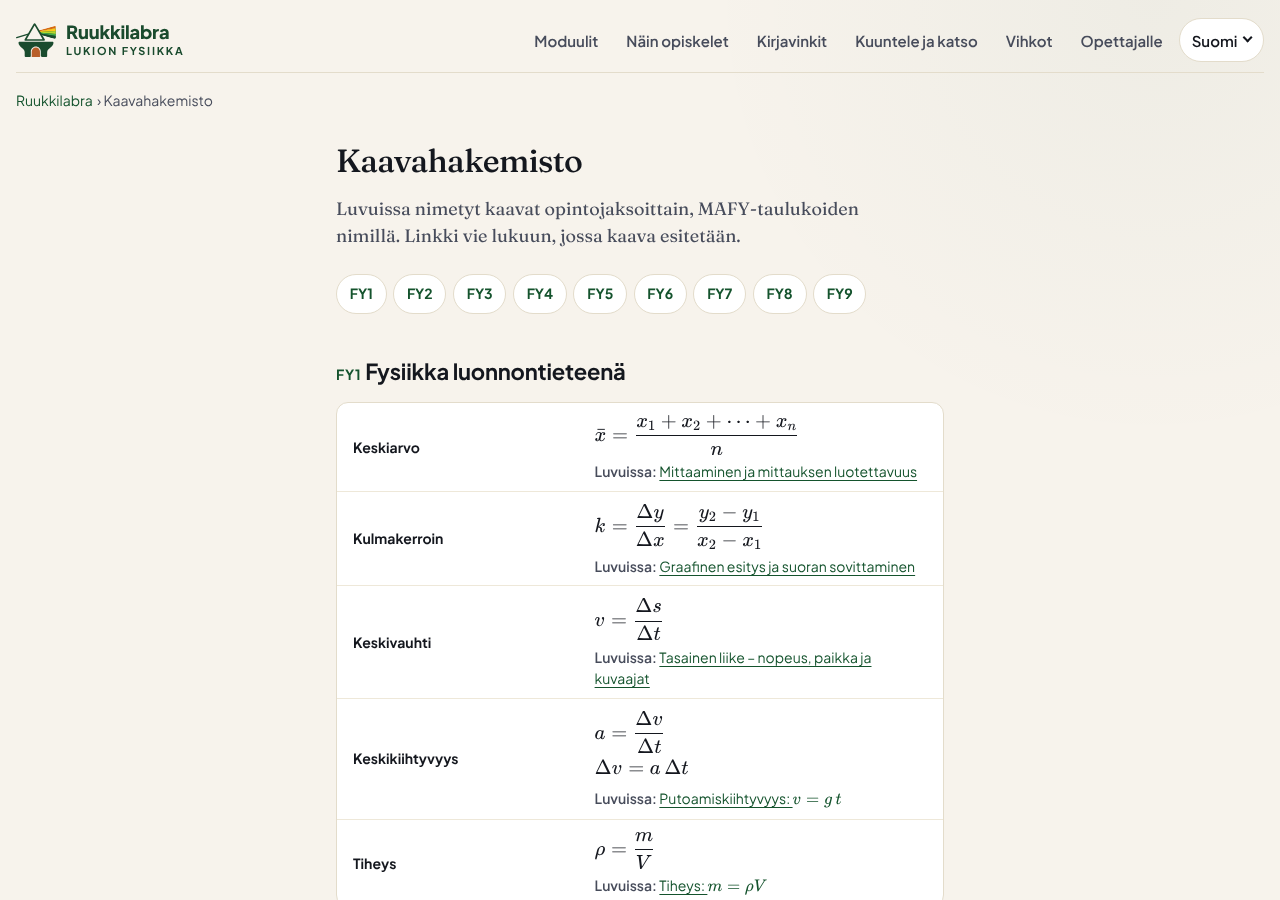 Ruukkilabra
LUKION FYSIIKKA
Moduulit Näin opiskelet Kirjavinkit Kuuntele ja katso Vihkot Opettajalle Suomi
Ruukkilabra › Kaavahakemisto
Kaavahakemisto
Luvuissa nimetyt kaavat opintojaksoittain, MAFY-taulukoiden
nimillä. Linkki vie lukuun, jossa kaava esitetään.
FY1 FY2 FY3 FY4 FY5 FY6 FY7 FY8 FY9
FY1 Fysiikka luonnontieteenä
Keskiarvo
x̄ = (x₁ + x₂ + ⋯ + xₙ) / n
Luvuissa: Mittaaminen ja mittauksen luotettavuus
Kulmakerroin
k = Δy / Δx = (y₂ − y₁) / (x₂ − x₁)
Luvuissa: Graafinen esitys ja suoran sovittaminen
Keskivauhti
v = Δs / Δt
Luvuissa: Tasainen liike – nopeus, paikka ja
kuvaajat
Keskikiihtyvyys
a = Δv / Δt
Δv = a Δt
Luvuissa: Putoamiskiihtyvyys: v = g t
Tiheys
ρ = m / V
Luvuissa: Tiheys: m = ρV